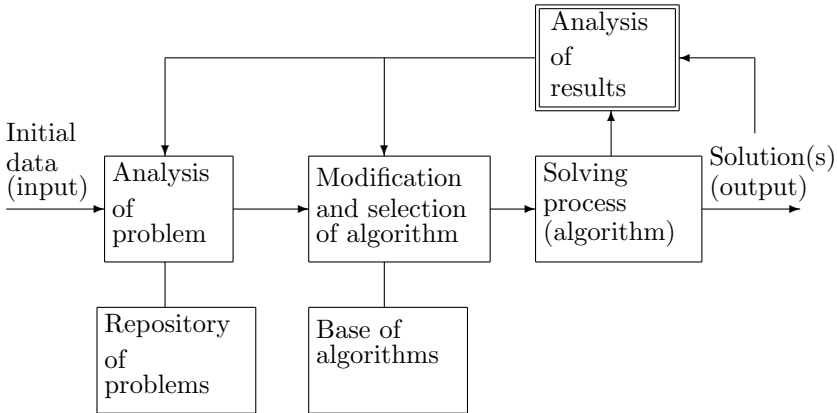 Analysis
of
results
Initial
data
(input)
Analysis
of
problem
Modification
and selection
of algorithm
Solving
process
(algorithm)
Solution(s)
(output)
Repository
of
problems
Base of
algorithms